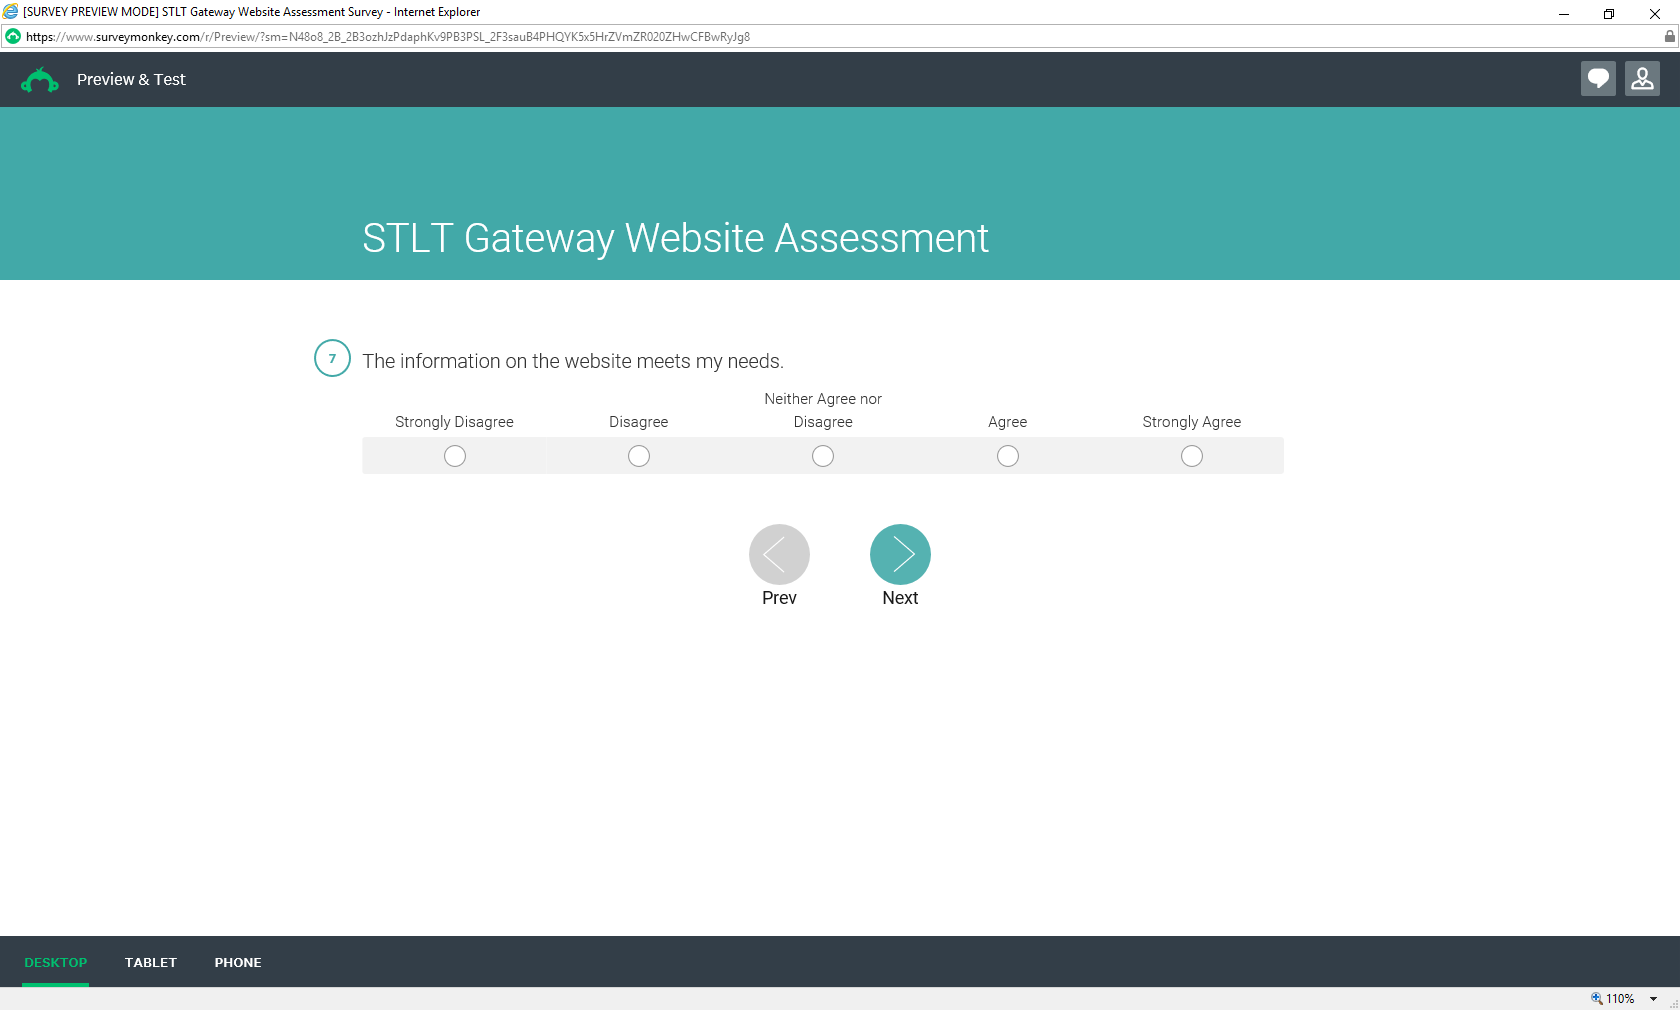 [SURVEY PREVIEW MODE] STLT Gateway Website Assessment Survey - Internet Explorer
https://www.surveymonkey.com/r/Preview/?sm=N48o8_2B_2B3ozhJzPdaphKv9PB3PSL_2F3sauB4PHQYK5x5HrZVmZR020ZHwCFBwRyJg8
Preview & Test
STLT Gateway Website Assessment
7 The information on the website meets my needs.
Neither Agree nor
Strongly Disagree Disagree Disagree Agree Strongly Agree
Prev Next
DESKTOP TABLET PHONE
110%